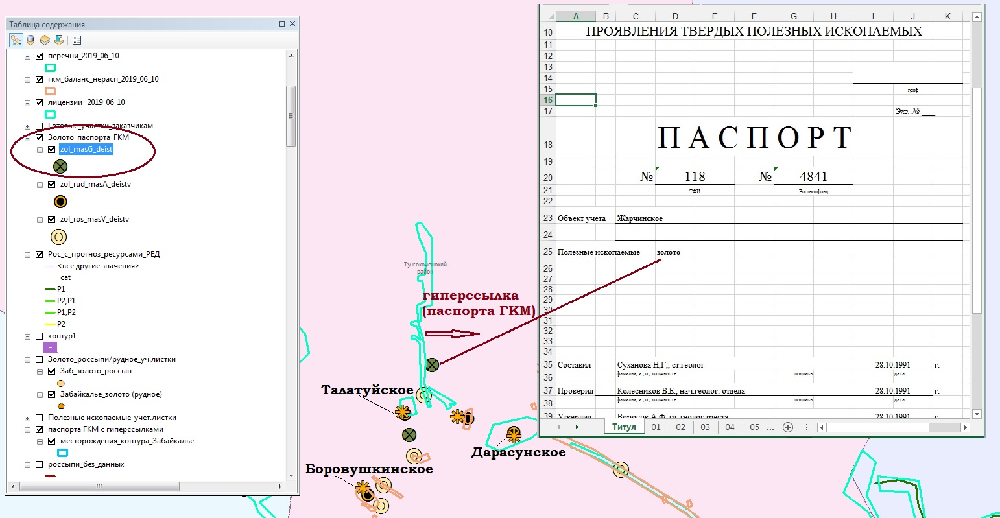 Таблица содержания
перечни_2019_06_10
гкм_баланс_нерасп_2019_06_10
лицензии_ 2019_06_10
Готовые_участки_заказчикам
Золото_паспорта_ГКМ
zol_masG_deist
zol_rud_masA_deistv
zol_ros_masV_deistv
Рос_с_прогноз_ресурсами_РЕД
<все другие значения>
cat
P1
P2,P1
P1,P2
P2
контур1
Золото_россыпи/рудное_уч.листки
Заб_золото_россып
Забайкалье_золото (рудное)
Полезные ископаемые_учет.листки
паспорта ГКМ с гиперссылками
месторождения_контура_Забайкалье
россыпи_без_данных
Тунгокоченский
район
гиперссылка
(паспорта ГКМ)
Талатуйское
Дарасунское
Боровушкинское
A B C D E F G H I J K
10 ПРОЯВЛЕНИЯ ТВЕРДЫХ ПОЛЕЗНЫХ ИСКОПАЕМЫХ
11
12
13
14
15 гриф
16
17 Экз. № ___
18 ПАСПОРТ
19
20 № 118 № 4841
21 ТФИ Росгеолфонд
22
23 Объект учета Жарчинское
24
25 Полезные ископаемые золото
26
27
28
29
30
31
32
33
34
35 Составил Суханова Н,Г,, ст.геолог 28.10.1991 г.
36 фамилия, и., о., должность подпись дата
37 Проверил Колесников В.Е., нач.геолог. отдела 28.10.1991 г.
38 фамилия, и., о., должность подпись дата
39 Утвердил Воросов А.Ф. гл. геолог треста 28.10.1991 г.
Титул 01 02 03 04 05 ...